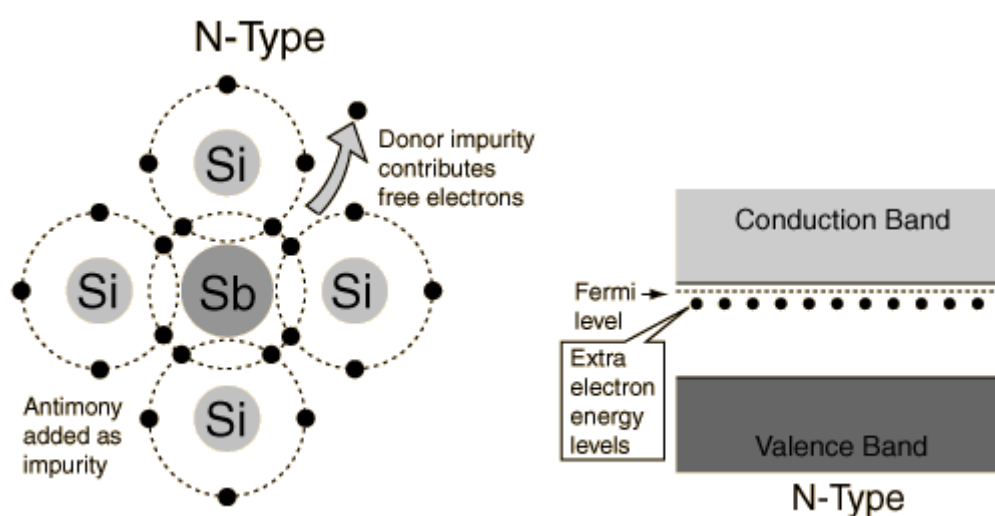 N-Type
Si
Donor impurity
contributes
free electrons
Si
Sb
Si
Si
Antimony
added as
impurity
Conduction Band
Fermi
level
Extra
electron
energy
levels
Valence Band
N-Type